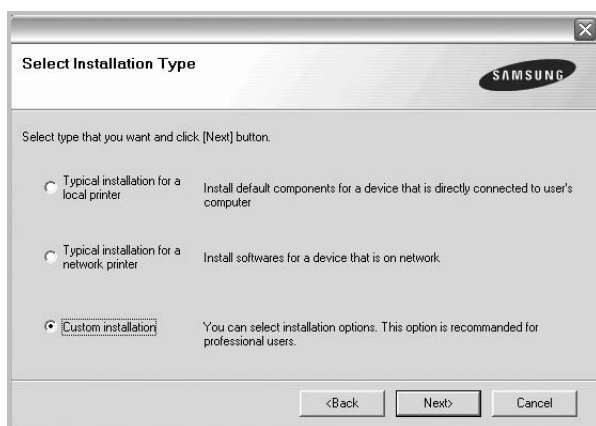 Select Installation Type
SAMSUNG
Select type that you want and click [Next] button.
Typical installation for a
local printer
Install default components for a device that is directly connected to user's
computer
Typical installation for a
network printer
Install softwares for a device that is on network
Custom installation
You can select installation options. This option is recommanded for
professional users.
<Back
Next>
Cancel